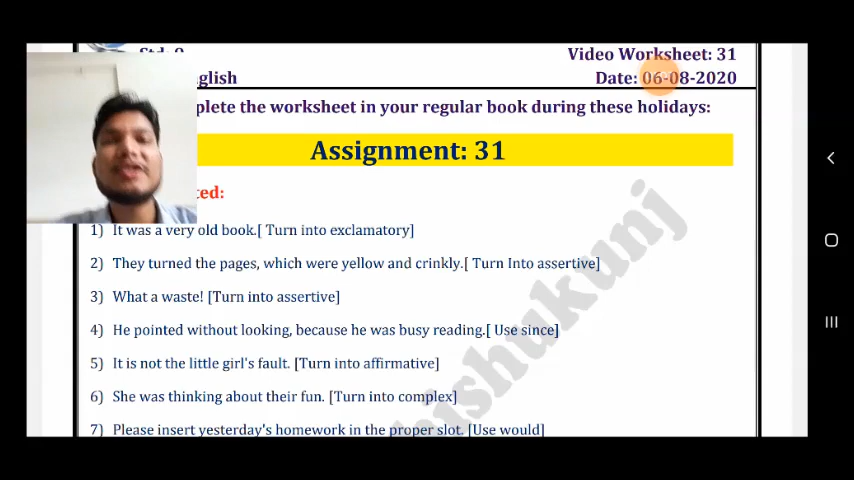 Std: 9
Video Worksheet: 31
glish
Date: 06-08-2020
plete the worksheet in your regular book during these holidays:
Assignment: 31
ted:
1) It was a very old book.[ Turn into exclamatory]
2) They turned the pages, which were yellow and crinkly.[ Turn Into assertive]
3) What a waste! [Turn into assertive]
4) He pointed without looking, because he was busy reading.[ Use since]
5) It is not the little girl's fault. [Turn into affirmative]
6) She was thinking about their fun. [Turn into complex]
7) Please insert yesterday's homework in the proper slot. [Use would]
ishukunj